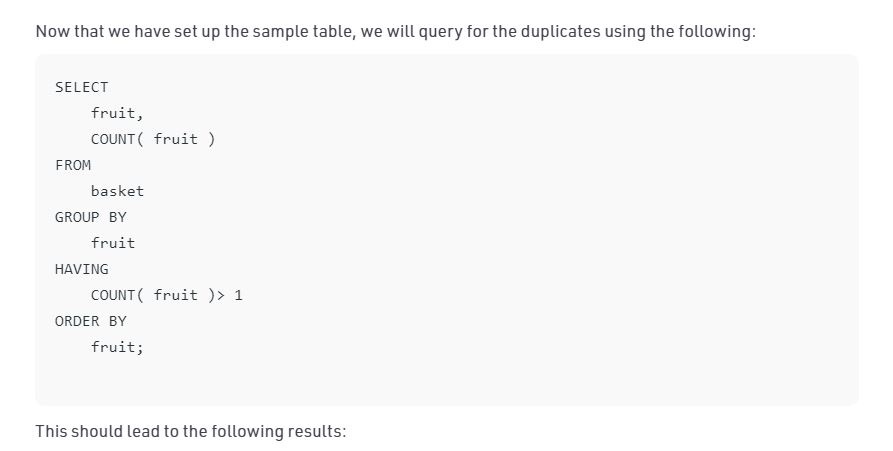 Now that we have set up the sample table, we will query for the duplicates using the following:
SELECT
    fruit,
    COUNT( fruit )
FROM
    basket
GROUP BY
    fruit
HAVING
    COUNT( fruit )> 1
ORDER BY
    fruit;
This should lead to the following results: